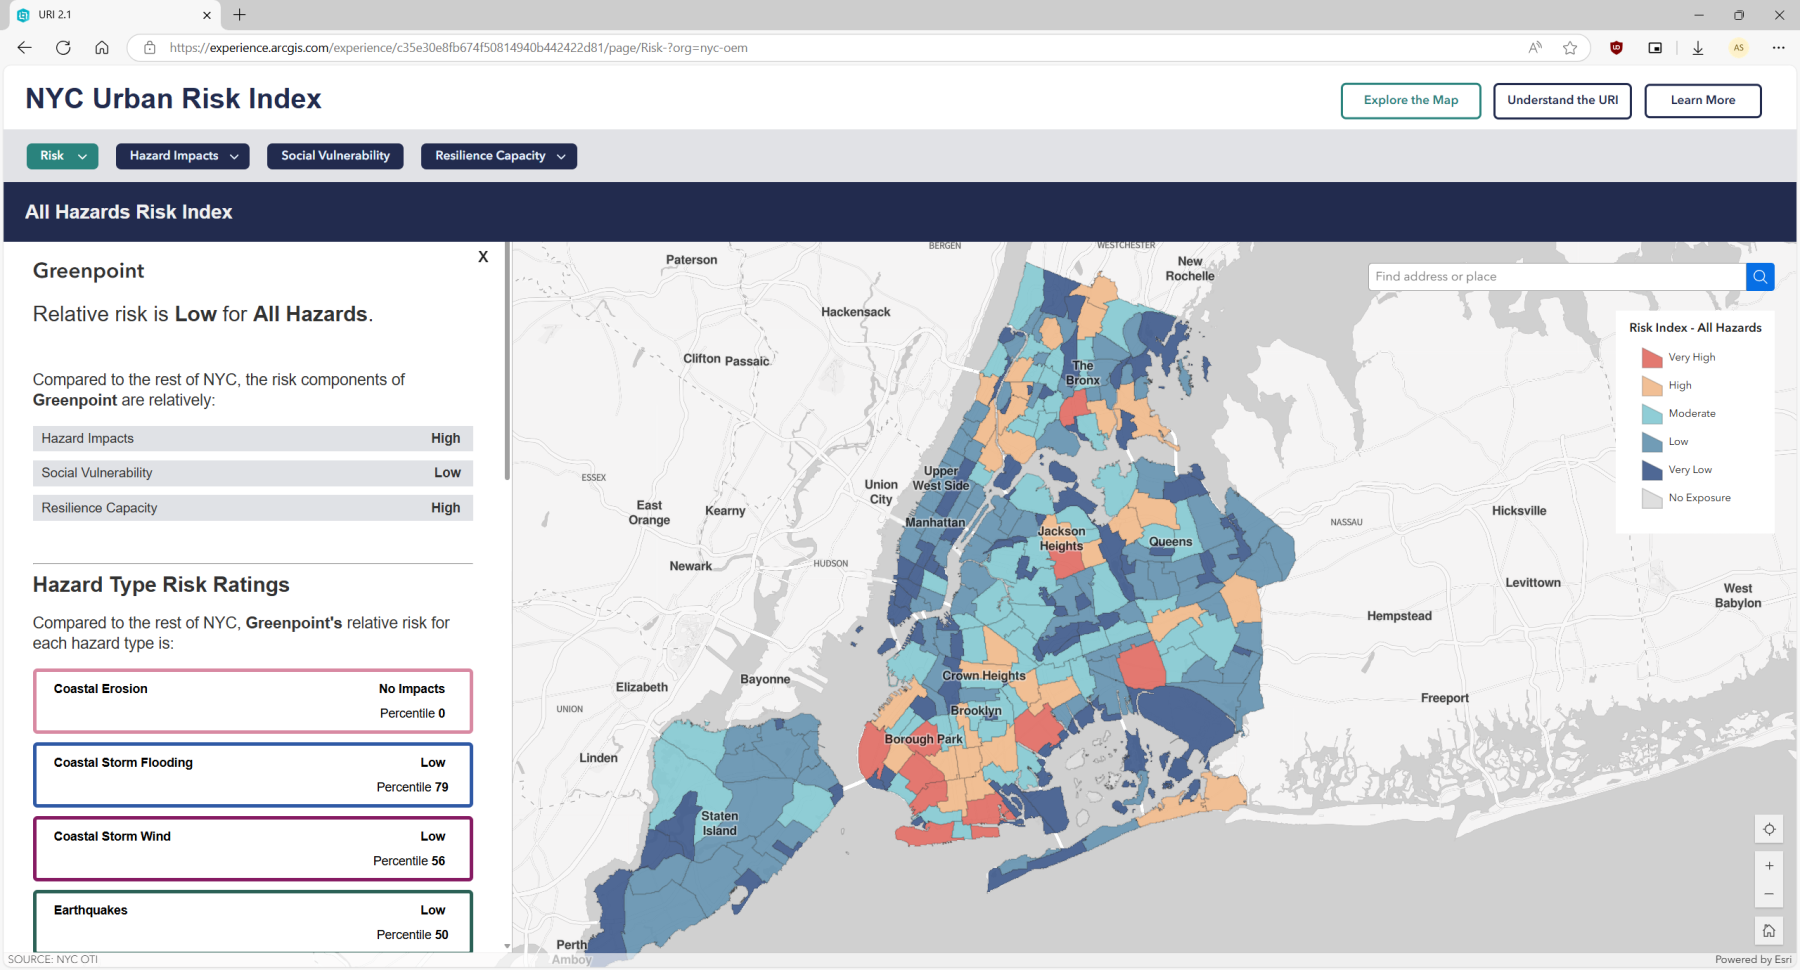 URI 2.1
https://experience.arcgis.com/experience/c35e30e8fb674f50814940b442422d81/page/Risk-?org=nyc-oem
AS
NYC Urban Risk Index
Explore the Map
Understand the URI
Learn More
Risk
Hazard Impacts
Social Vulnerability
Resilience Capacity
All Hazards Risk Index
X
Greenpoint
Relative risk is Low for All Hazards.
Compared to the rest of NYC, the risk components of
Greenpoint are relatively:
Hazard Impacts High
Social Vulnerability Low
Resilience Capacity High
Hazard Type Risk Ratings
Compared to the rest of NYC, Greenpoint's relative risk for
each hazard type is:
Coastal Erosion No Impacts
Percentile 0
Coastal Storm Flooding Low
Percentile 79
Coastal Storm Wind Low
Percentile 56
Earthquakes Low
Percentile 50
SOURCE: NYC OTI
BERGEN
WESTCHESTER
Paterson
New
Rochelle
Hackensack
Clifton
Passaic
The
Bronx
ESSEX
Union
City
Upper
West Side
East
Orange
Kearny
Manhattan
Jackson
Heights
Queens
NASSAU
Hicksville
Newark
HUDSON
Levittown
West
Babylon
Hempstead
Elizabeth
Bayonne
Crown Heights
UNION
Brooklyn
Freeport
Borough Park
Linden
Staten
Island
Perth
Amboy
Find address or place
Risk Index - All Hazards
Very High
High
Moderate
Low
Very Low
No Exposure
Powered by Esri